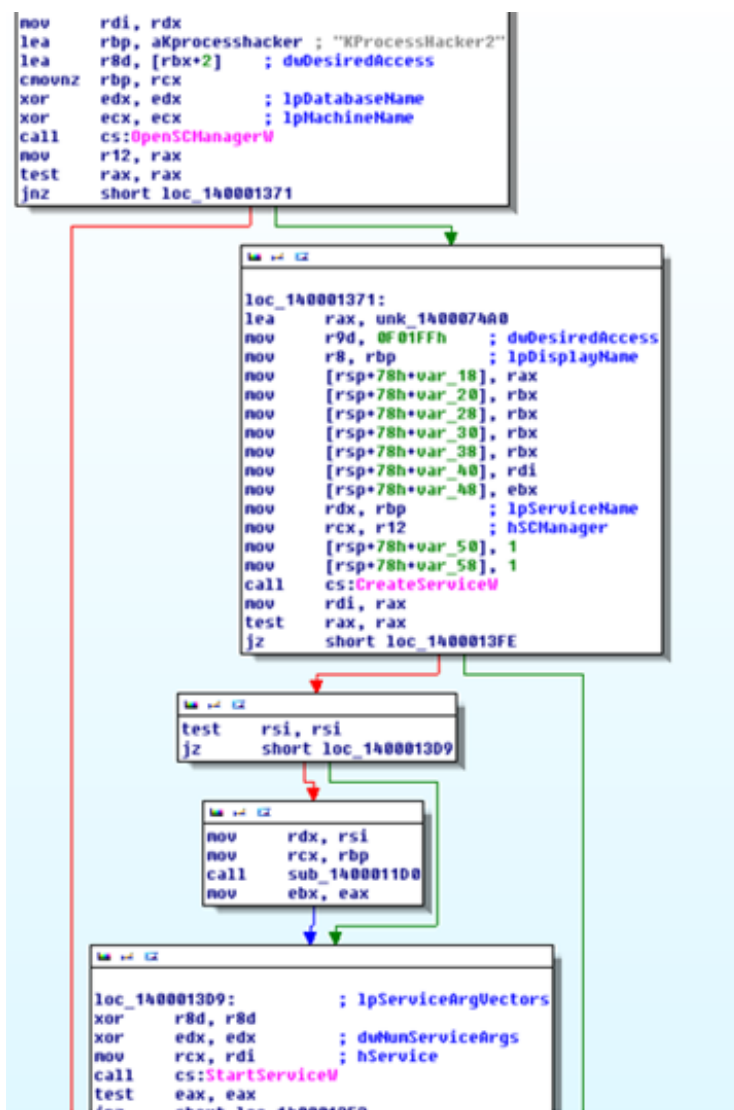 mov rdi, rdx
lea rbp, aKprocesshacker ; "KProcessHacker2"
lea r8d, [rbx+2] ; dwDesiredAccess
cmovnz rbp, rcx
xor edx, edx ; lpDatabaseName
xor ecx, ecx ; lpMachineName
call cs:OpenSCManagerW
mov r12, rax
test rax, rax
jnz short loc_140001371
loc_140001371:
lea rax, unk_1400074A0
mov r9d, 0F01FFh ; dwDesiredAccess
mov r8, rbp ; lpDisplayName
mov [rsp+78h+var_18], rax
mov [rsp+78h+var_20], rbx
mov [rsp+78h+var_28], rbx
mov [rsp+78h+var_30], rbx
mov [rsp+78h+var_38], rbx
mov [rsp+78h+var_40], rdi
mov [rsp+78h+var_48], ebx
mov rdx, rbp ; lpServiceName
mov rcx, r12 ; hSCManager
mov [rsp+78h+var_50], 1
mov [rsp+78h+var_58], 1
call cs:CreateServiceW
mov rdi, rax
test rax, rax
jz short loc_1400013FE
test rsi, rsi
jz short loc_1400013D9
mov rdx, rsi
mov rcx, rbp
call sub_1400011D0
mov ebx, eax
loc_1400013D9: ; lpServiceArgVectors
xor r8d, r8d
xor edx, edx ; dwNumServiceArgs
mov rcx, rdi ; hService
call cs:StartServiceW
test eax, eax